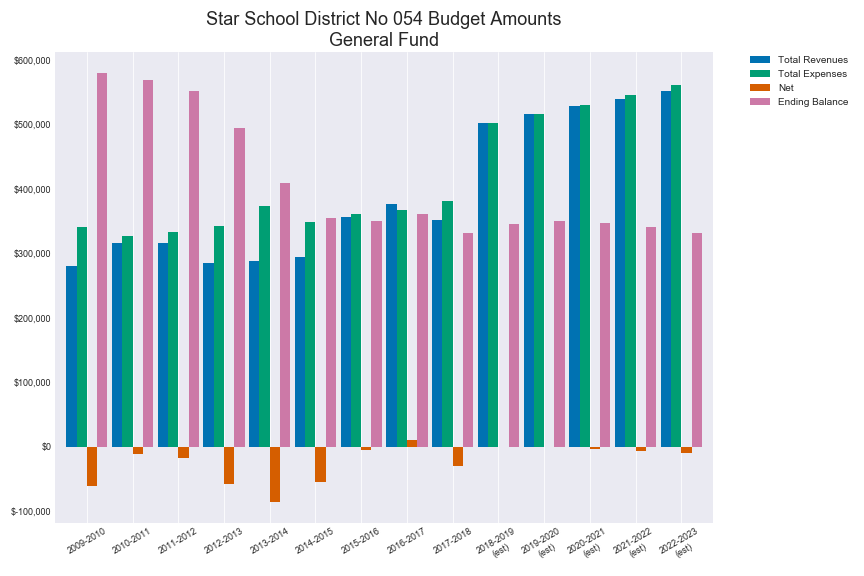 Star School District No 054 Budget Amounts
General Fund
Total Revenues
Total Expenses
Net
Ending Balance
$600,000
$500,000
$400,000
$300,000
$200,000
$100,000
$0
$-100,000
2009-2010
2010-2011
2011-2012
2012-2013
2013-2014
2014-2015
2015-2016
2016-2017
2017-2018
2018-2019
(est)
2019-2020
(est)
2020-2021
(est)
2021-2022
(est)
2022-2023
(est)